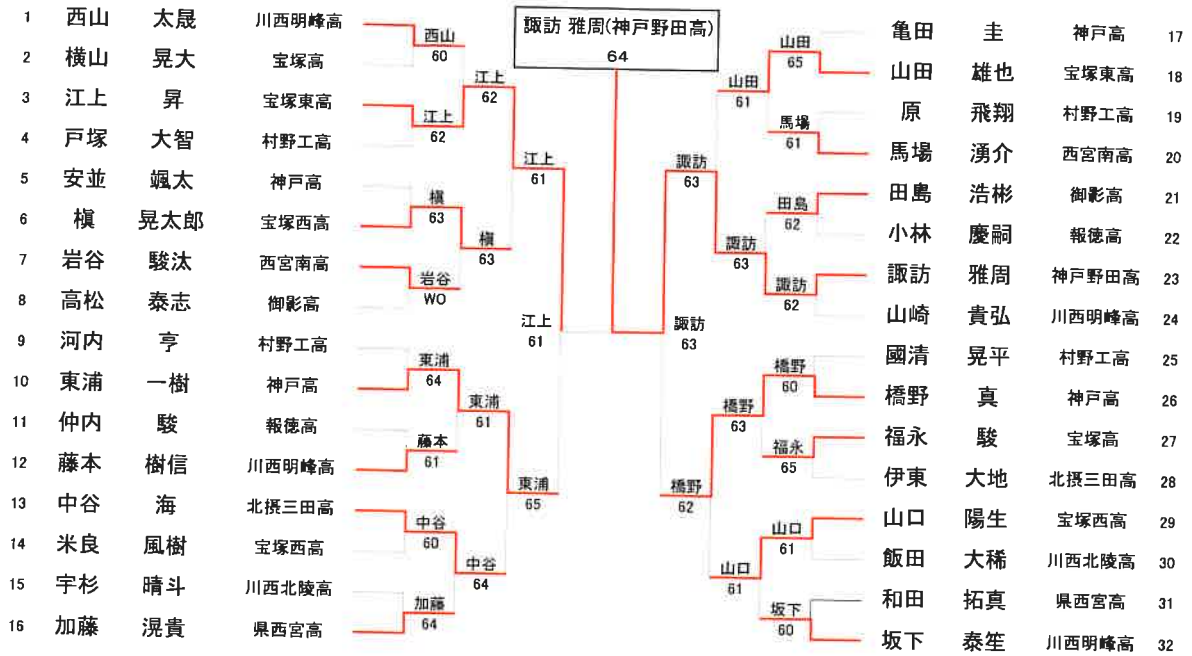 諏訪 雅周(神戸野田高)
64
1 西山 太晟 川西明峰高
2 横山 晃大 宝塚高
3 江上 昇 宝塚東高
4 戸塚 大智 村野工高
5 安並 颯太 神戸高
6 槇 晃太郎 宝塚西高
7 岩谷 駿汰 西宮南高
8 高松 泰志 御影高
9 河内 亨 村野工高
10 東浦 一樹 神戸高
11 仲内 駿 報徳高
12 藤本 樹信 川西明峰高
13 中谷 海 北摂三田高
14 米良 風樹 宝塚西高
15 宇杉 晴斗 川西北陵高
16 加藤 滉貴 県西宮高
西山
60
江上
62
槇
63
岩谷
WO
東浦
64
藤本
61
中谷
60
加藤
64
江上
62
槇
63
東浦
61
中谷
64
江上
61
東浦
65
江上
61
諏訪
63
諏訪
63
橋野
62
山田
61
諏訪
63
橋野
63
山口
61
山田
65
馬場
61
田島
62
諏訪
62
橋野
60
福永
65
山口
61
坂下
60
亀田 圭 神戸高 17
山田 雄也 宝塚東高 18
原 飛翔 村野工高 19
馬場 湧介 西宮南高 20
田島 浩彬 御影高 21
小林 慶嗣 報徳高 22
諏訪 雅周 神戸野田高 23
山崎 貴弘 川西明峰高 24
國清 晃平 村野工高 25
橋野 真 神戸高 26
福永 駿 宝塚高 27
伊東 大地 北摂三田高 28
山口 陽生 宝塚西高 29
飯田 大稀 川西北陵高 30
和田 拓真 県西宮高 31
坂下 泰笙 川西明峰高 32